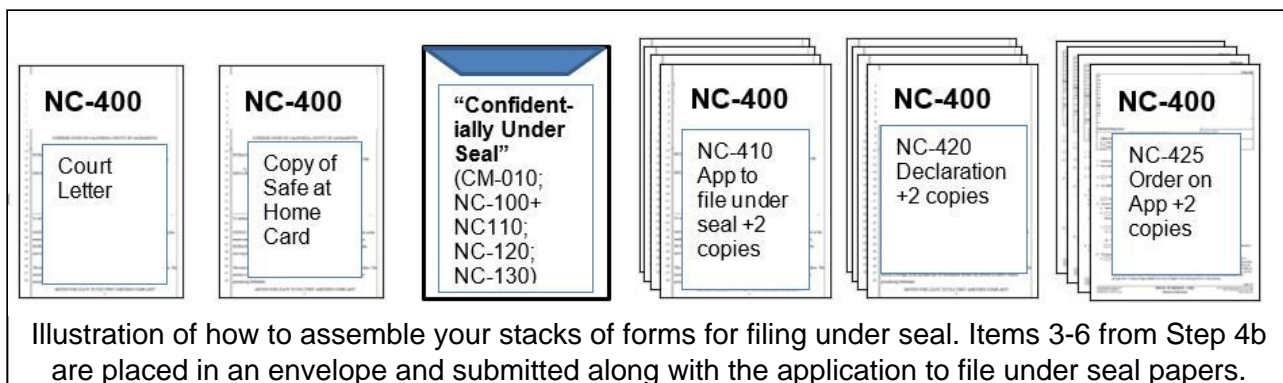 NC-400
Court
Letter
NC-400
Copy of
Safe at
Home
Card
“Confident-
ially Under
Seal”
(CM-010;
NC-100+
NC110;
NC-120;
NC-130)
NC-400
NC-410
App to
file under
seal +2
copies
NC-400
NC-420
Declaration
+2 copies
NC-400
NC-425
Order on
App +2
copies
Illustration of how to assemble your stacks of forms for filing under seal. Items 3-6 from Step 4b
are placed in an envelope and submitted along with the application to file under seal papers.